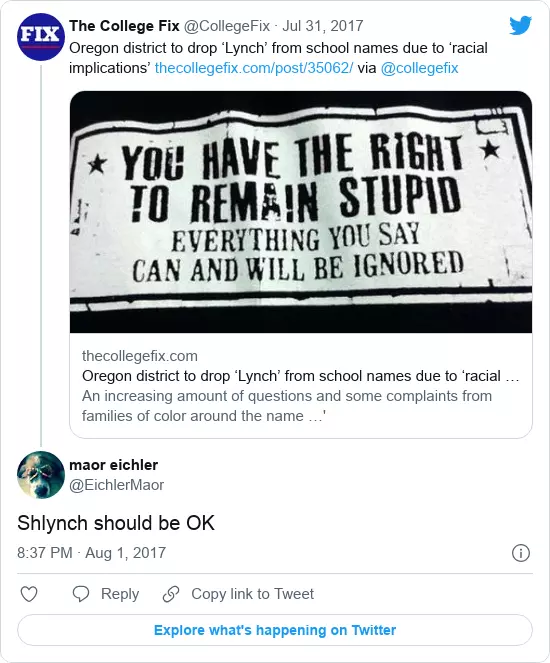 FIX
The College Fix @CollegeFix · Jul 31, 2017
Oregon district to drop ‘Lynch’ from school names due to ‘racial
implications’ thecollegefix.com/post/35062/ via @collegefix
YOU HAVE THE RIGHT
TO REMAIN STUPID
EVERYTHING YOU SAY
CAN AND WILL BE IGNORED
thecollegefix.com
Oregon district to drop ‘Lynch’ from school names due to ‘racial ...
An increasing amount of questions and some complaints from
families of color around the name …'
maor eichler
@EichlerMaor
Shlynch should be OK
8:37 PM · Aug 1, 2017
Reply
Copy link to Tweet
Explore what's happening on Twitter